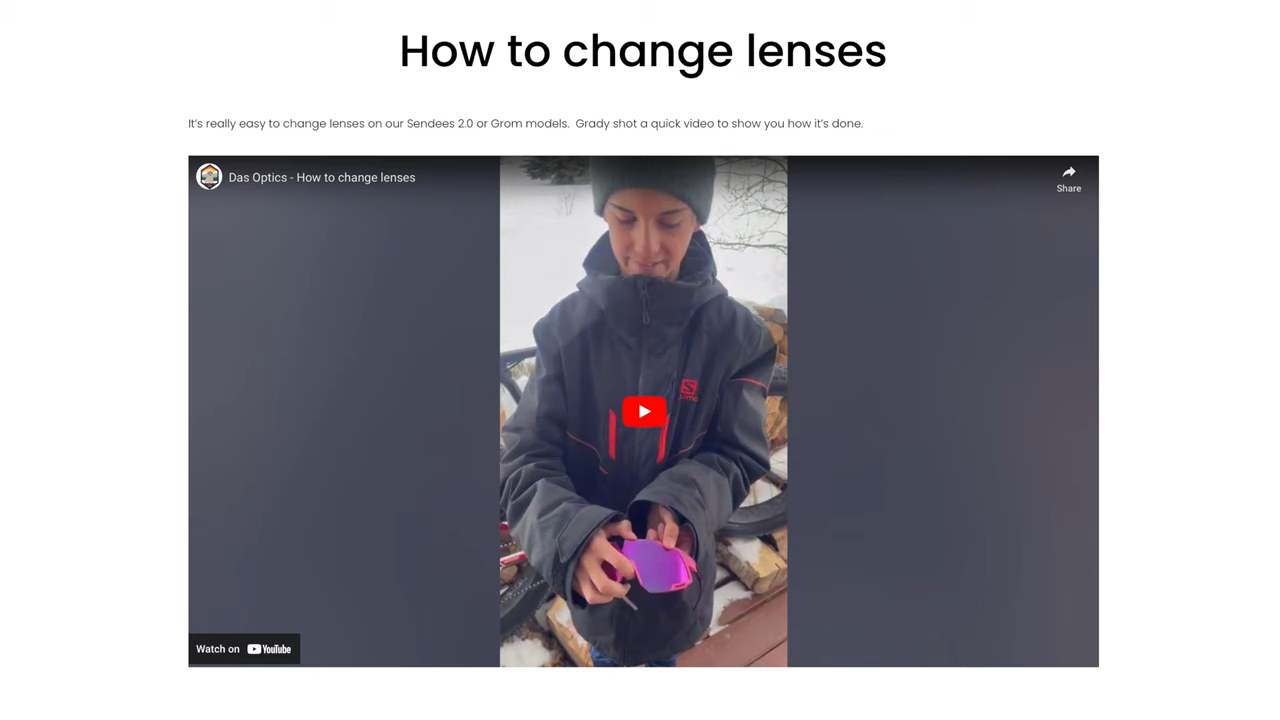 How to change lenses
It's really easy to change lenses on our Sendees 2.0 or Grom models.  Grady shot a quick video to show you how it's done.
Das Optics - How to change lenses
Share
Watch on YouTube